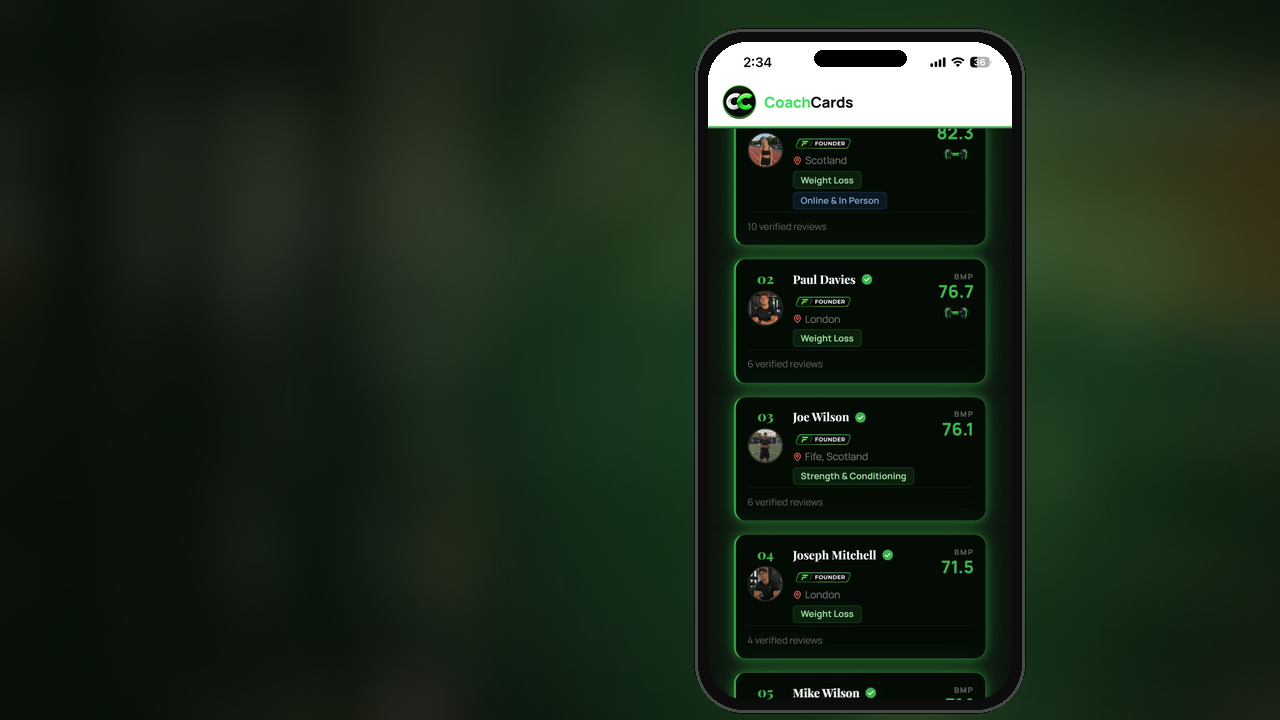 2:34
36
CoachCards
82.3
FOUNDER
Scotland
Weight Loss
Online & In Person
10 verified reviews
02
Paul Davies
BMP
76.7
FOUNDER
London
Weight Loss
6 verified reviews
03
Joe Wilson
BMP
76.1
FOUNDER
Fife, Scotland
Strength & Conditioning
6 verified reviews
04
Joseph Mitchell
BMP
71.5
FOUNDER
London
Weight Loss
4 verified reviews
05
Mike Wilson
BMP